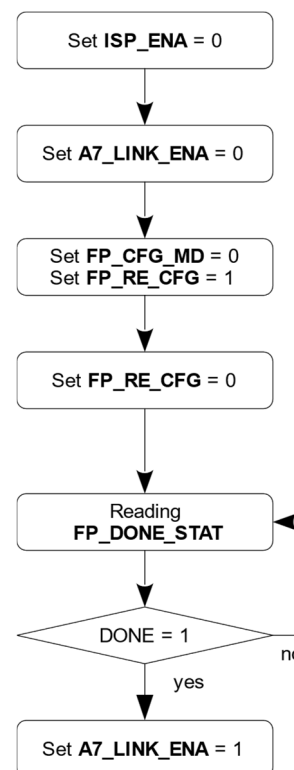 Set ISP_ENA = 0
Set A7_LINK_ENA = 0
Set FP_CFG_MD = 0
Set FP_RE_CFG = 1
Set FP_RE_CFG = 0
Reading
FP_DONE_STAT
DONE = 1
yes
Set A7_LINK_ENA = 1